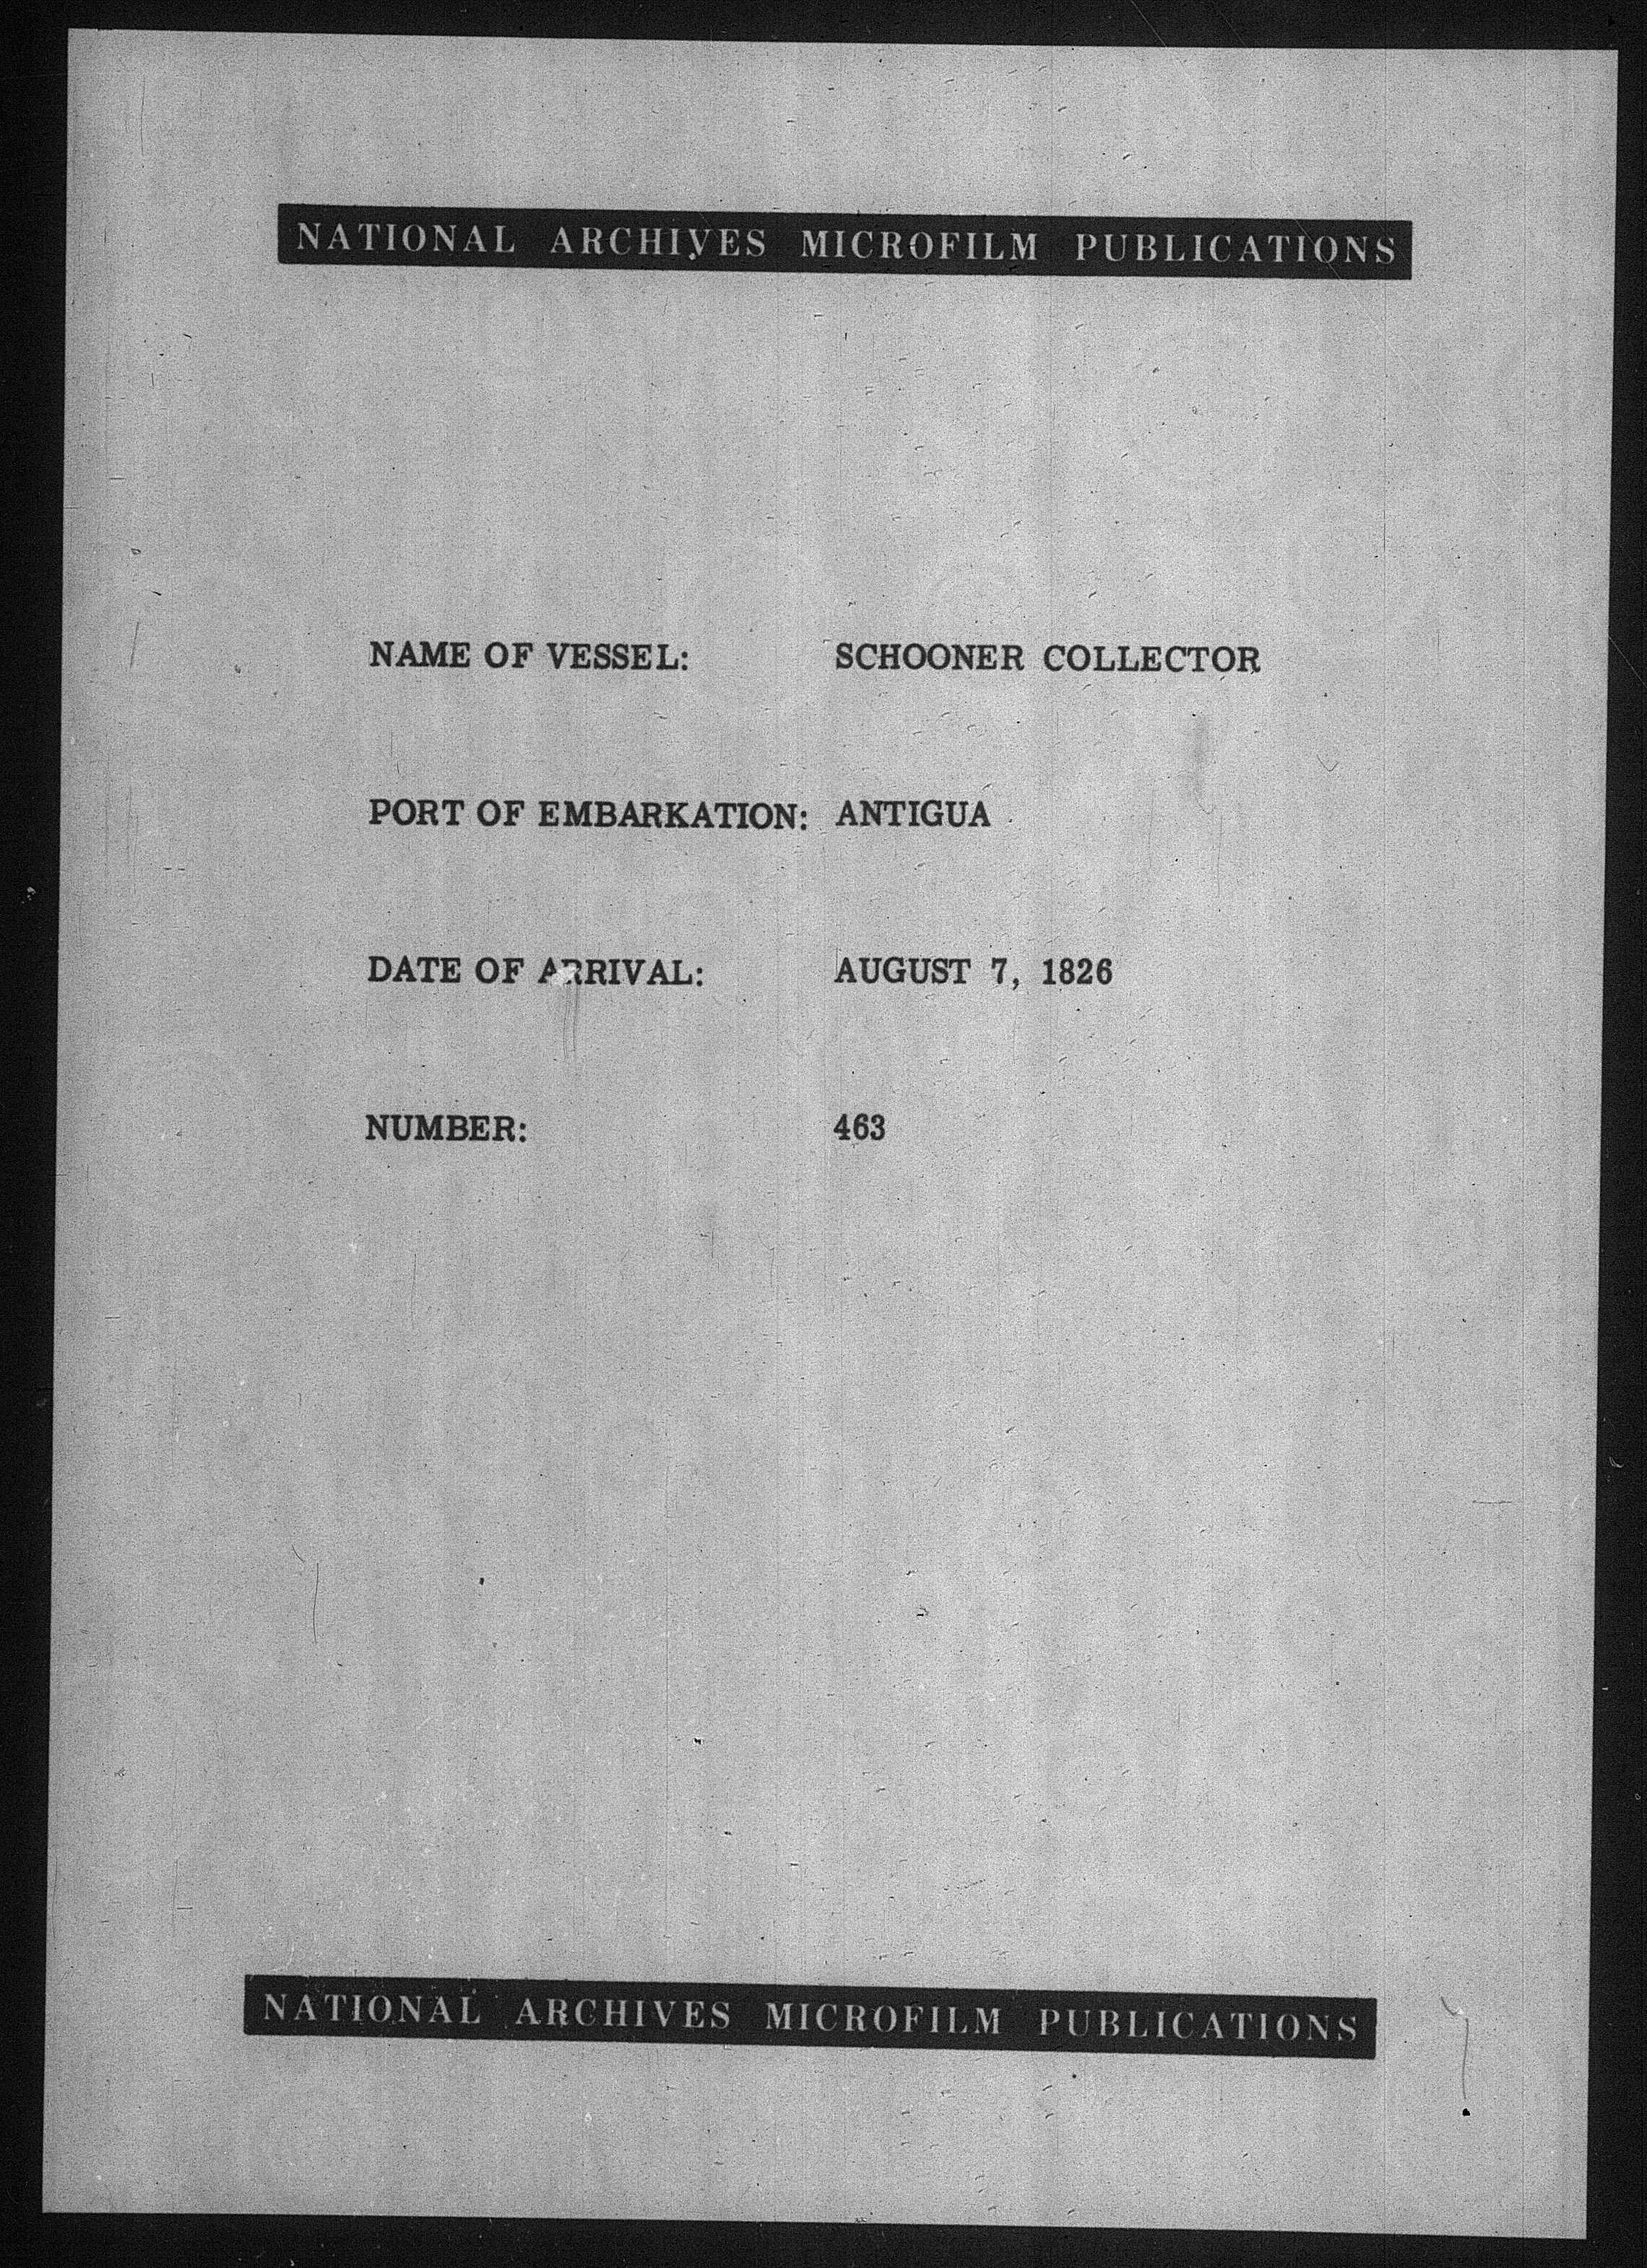 NATIONAL ARCHIVES MICROFILM PUBLICATIONS
NAME OF VESSEL: SCHOONER COLLECTOR
PORT OF EMBARKATION: ANTIGUA
DATE OF ARRIVAL: AUGUST 7, 1826
NUMBER: 463
NATIONAL ARCHIVES MICROFILM PUBLICATIONS